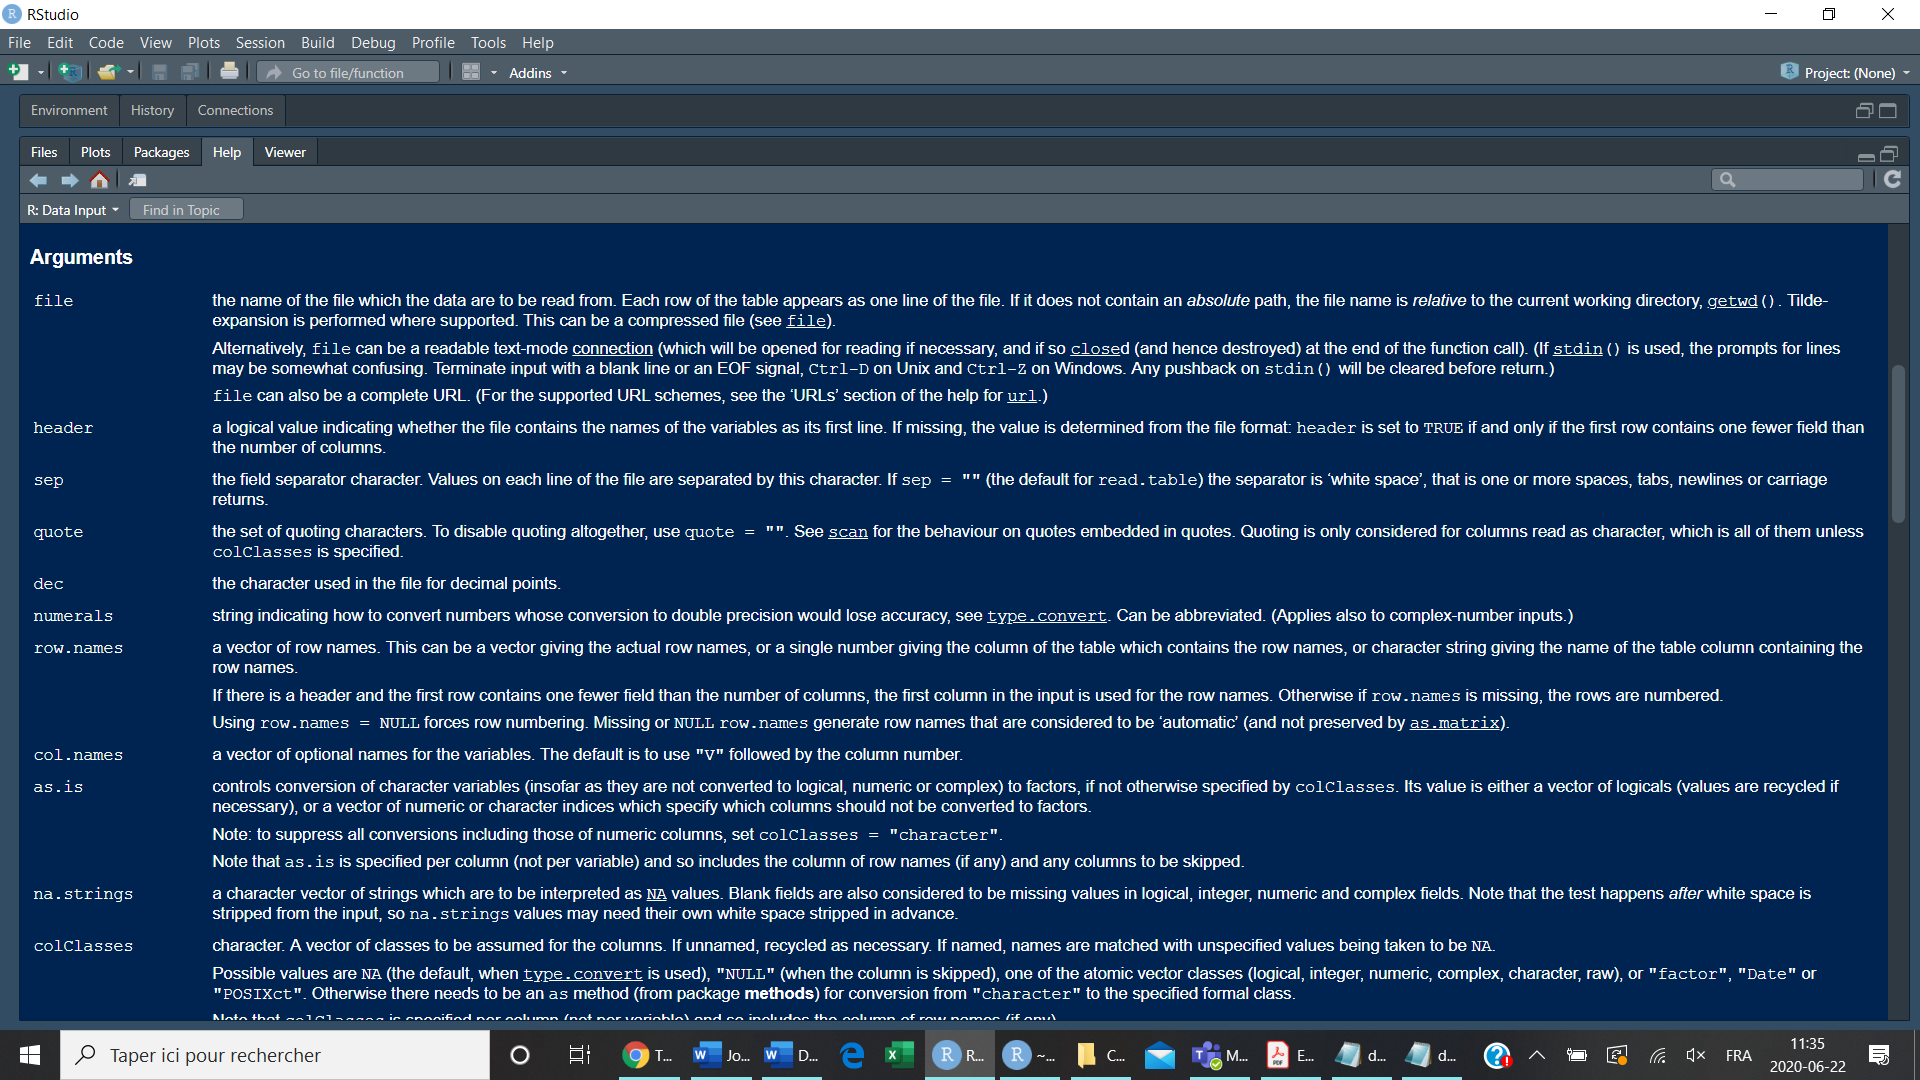 RStudio
File Edit Code View Plots Session Build Debug Profile Tools Help
Go to file/function Addins Project: (None)
Environment History Connections
Files Plots Packages Help Viewer
R: Data Input Find in Topic
Arguments
file the name of the file which the data are to be read from. Each row of the table appears as one line of the file. If it does not contain an absolute path, the file name is relative to the current working directory, getwd(). Tilde-
expansion is performed where supported. This can be a compressed file (see file).
Alternatively, file can be a readable text-mode connection (which will be opened for reading if necessary, and if so closed (and hence destroyed) at the end of the function call). (If stdin() is used, the prompts for lines
may be somewhat confusing. Terminate input with a blank line or an EOF signal, Ctrl-D on Unix and Ctrl-Z on Windows. Any pushback on stdin() will be cleared before return.)
file can also be a complete URL. (For the supported URL schemes, see the ‘URLs’ section of the help for url.)
header a logical value indicating whether the file contains the names of the variables as its first line. If missing, the value is determined from the file format: header is set to TRUE if and only if the first row contains one fewer field than
the number of columns.
sep the field separator character. Values on each line of the file are separated by this character. If sep = "" (the default for read.table) the separator is ‘white space’, that is one or more spaces, tabs, newlines or carriage
returns.
quote the set of quoting characters. To disable quoting altogether, use quote = "". See scan for the behaviour on quotes embedded in quotes. Quoting is only considered for columns read as character, which is all of them unless
colClasses is specified.
dec the character used in the file for decimal points.
numerals string indicating how to convert numbers whose conversion to double precision would lose accuracy, see type.convert. Can be abbreviated. (Applies also to complex-number inputs.)
row.names a vector of row names. This can be a vector giving the actual row names, or a single number giving the column of the table which contains the row names, or character string giving the name of the table column containing the
row names.
If there is a header and the first row contains one fewer field than the number of columns, the first column in the input is used for the row names. Otherwise if row.names is missing, the rows are numbered.
Using row.names = NULL forces row numbering. Missing or NULL row.names generate row names that are considered to be ‘automatic’ (and not preserved by as.matrix).
col.names a vector of optional names for the variables. The default is to use "V" followed by the column number.
as.is controls conversion of character variables (insofar as they are not converted to logical, numeric or complex) to factors, if not otherwise specified by colClasses. Its value is either a vector of logicals (values are recycled if
necessary), or a vector of numeric or character indices which specify which columns should not be converted to factors.
Note: to suppress all conversions including those of numeric columns, set colClasses = "character".
Note that as.is is specified per column (not per variable) and so includes the column of row names (if any) and any columns to be skipped.
na.strings a character vector of strings which are to be interpreted as NA values. Blank fields are also considered to be missing values in logical, integer, numeric and complex fields. Note that the test happens after white space is
stripped from the input, so na.strings values may need their own white space stripped in advance.
colClasses character. A vector of classes to be assumed for the columns. If unnamed, recycled as necessary. If named, names are matched with unspecified values being taken to be NA.
Possible values are NA (the default, when type.convert is used), "NULL" (when the column is skipped), one of the atomic vector classes (logical, integer, numeric, complex, character, raw), or "factor", "Date" or
"POSIXct". Otherwise there needs to be an as method (from package methods) for conversion from "character" to the specified formal class.
Note that colClasses is specified per column (not per variable) and so includes the column of row names (if any).
Taper ici pour rechercher T... Jo... D... R... ~... C... M... E... d... d... FRA 11:35
2020-06-22